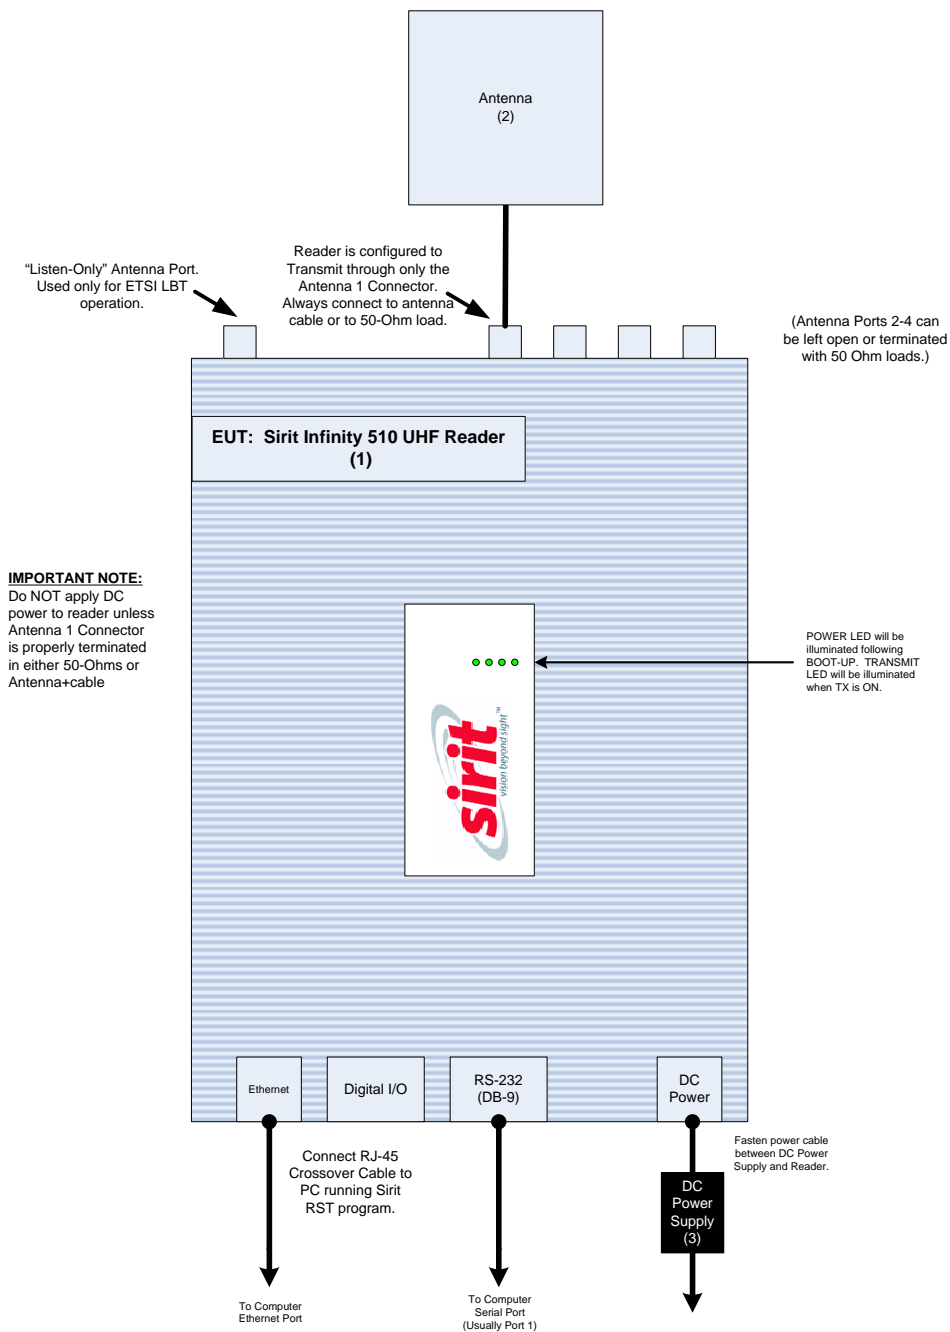 Antenna
(2)
“Listen-Only” Antenna Port.
Used only for ETSI LBT
operation.
Reader is configured to
Transmit through only the
Antenna 1 Connector.
Always connect to antenna
cable or to 50-Ohm load.
(Antenna Ports 2-4 can
be left open or terminated
with 50 Ohm loads.)
EUT:  Sirit Infinity 510 UHF Reader
(1)
IMPORTANT NOTE:
Do NOT apply DC
power to reader unless
Antenna 1 Connector
is properly terminated
in either 50-Ohms or
Antenna+cable
POWER LED will be
illuminated following
BOOT-UP.  TRANSMIT
LED will be illuminated
when TX is ON.
sirit
vision beyond sight™
Ethernet
Digital I/O
RS-232
(DB-9)
DC
Power
Connect RJ-45
Crossover Cable to
PC running Sirit
RST program.
Fasten power cable
between DC Power
Supply and Reader.
DC
Power
Supply
(3)
To Computer
Ethernet Port
To Computer
Serial Port
(Usually Port 1)